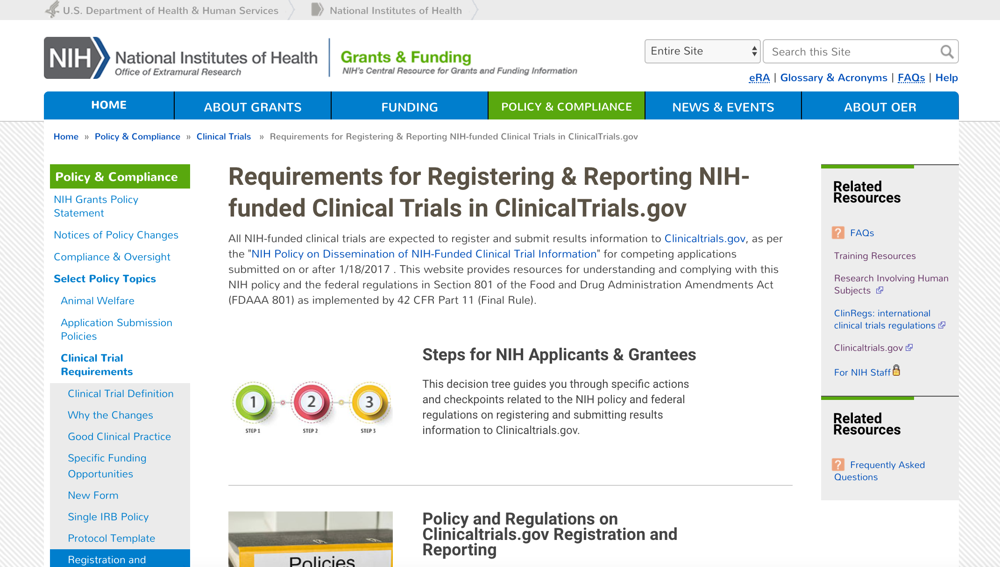 U.S. Department of Health & Human Services
National Institutes of Health
NIH
National Institutes of Health
Office of Extramural Research
Grants & Funding
NIH's Central Resource for Grants and Funding Information
Entire Site
Search this Site
eRA | Glossary & Acronyms | FAQs | Help
HOME
ABOUT GRANTS
FUNDING
POLICY & COMPLIANCE
NEWS & EVENTS
ABOUT OER
Home » Policy & Compliance » Clinical Trials » Requirements for Registering & Reporting NIH-funded Clinical Trials in ClinicalTrials.gov
Policy & Compliance
NIH Grants Policy
Statement
Notices of Policy Changes
Compliance & Oversight
Select Policy Topics
Animal Welfare
Application Submission
Policies
Clinical Trial
Requirements
Clinical Trial Definition
Why the Changes
Good Clinical Practice
Specific Funding
Opportunities
New Form
Single IRB Policy
Protocol Template
Registration and
Requirements for Registering & Reporting NIH-
funded Clinical Trials in ClinicalTrials.gov
All NIH-funded clinical trials are expected to register and submit results information to Clinicaltrials.gov, as per
the "NIH Policy on Dissemination of NIH-Funded Clinical Trial Information" for competing applications
submitted on or after 1/18/2017 . This website provides resources for understanding and complying with this
NIH policy and the federal regulations in Section 801 of the Food and Drug Administration Amendments Act
(FDAAA 801) as implemented by 42 CFR Part 11 (Final Rule).
1
2
3
STEP 1
STEP 2
STEP 3
Steps for NIH Applicants & Grantees
This decision tree guides you through specific actions
and checkpoints related to the NIH policy and federal
regulations on registering and submitting results
information to Clinicaltrials.gov.
Policies
Policy and Regulations on
Clinicaltrials.gov Registration and
Reporting
Related
Resources
? FAQs
Training Resources
Research Involving Human
Subjects
ClinRegs: international
clinical trials regulations
Clinicaltrials.gov
For NIH Staff
Related
Resources
? Frequently Asked
Questions